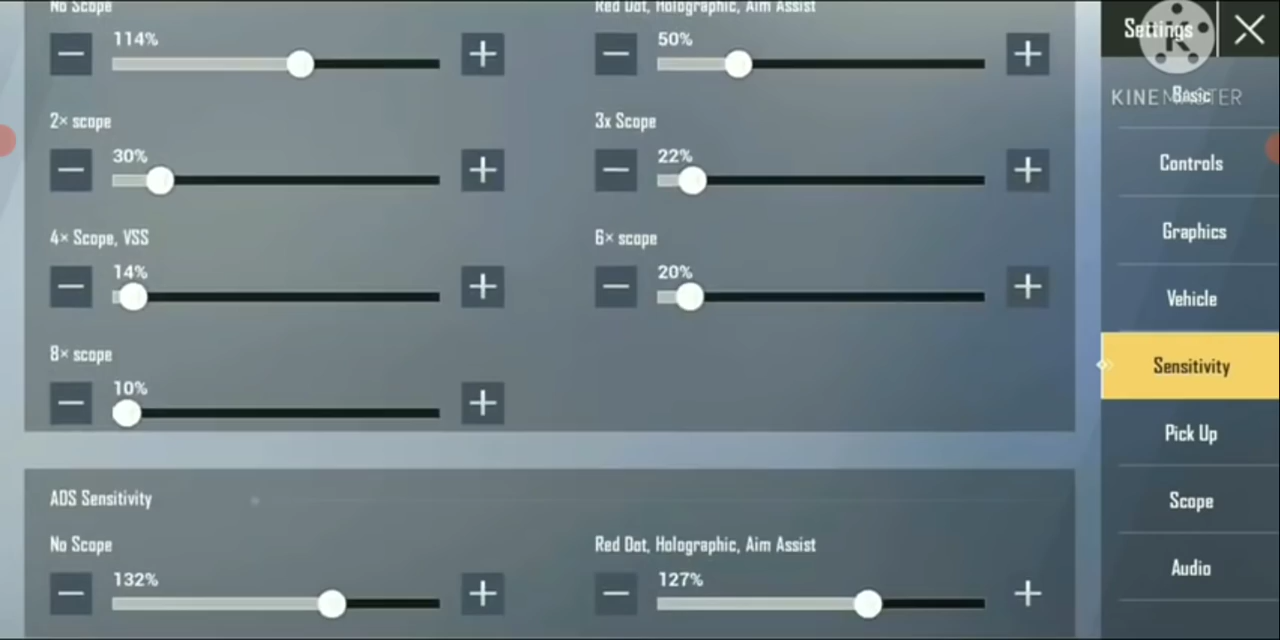 No Scope
Red Dot, Holographic, Aim Assist
114%
50%
2× scope
3x Scope
30%
22%
4× Scope, VSS
6× scope
14%
20%
8× scope
10%
ADS Sensitivity
No Scope
Red Dot, Holographic, Aim Assist
132%
127%
Settings
K
KINEMASTER
Basic
Controls
Graphics
Vehicle
Sensitivity
Pick Up
Scope
Audio